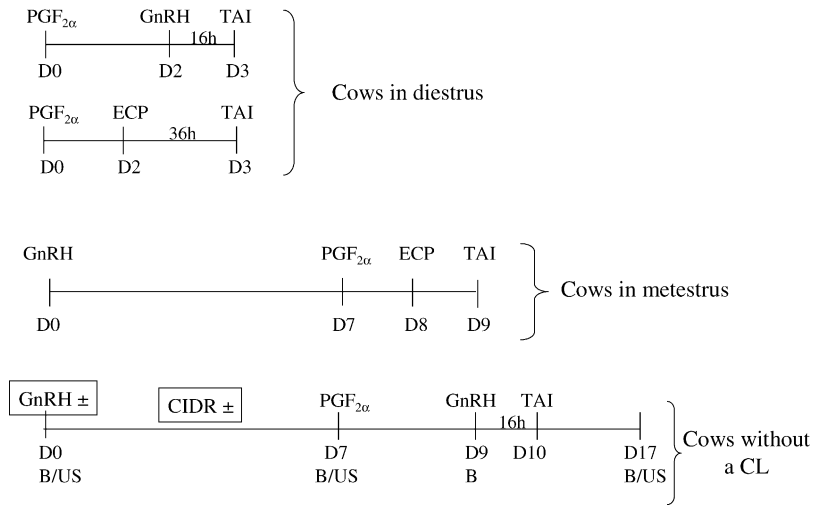 PGF2α GnRH TAI
16h
D0 D2 D3
Cows in diestrus
PGF2α ECP TAI
36h
D0 D2 D3
GnRH PGF2α ECP TAI
Cows in metestrus
D0 D7 D8 D9
GnRH ± CIDR ± PGF2α GnRH TAI
16h
D0 D7 D9 D10 D17
B/US B/US B B/US
Cows without
a CL